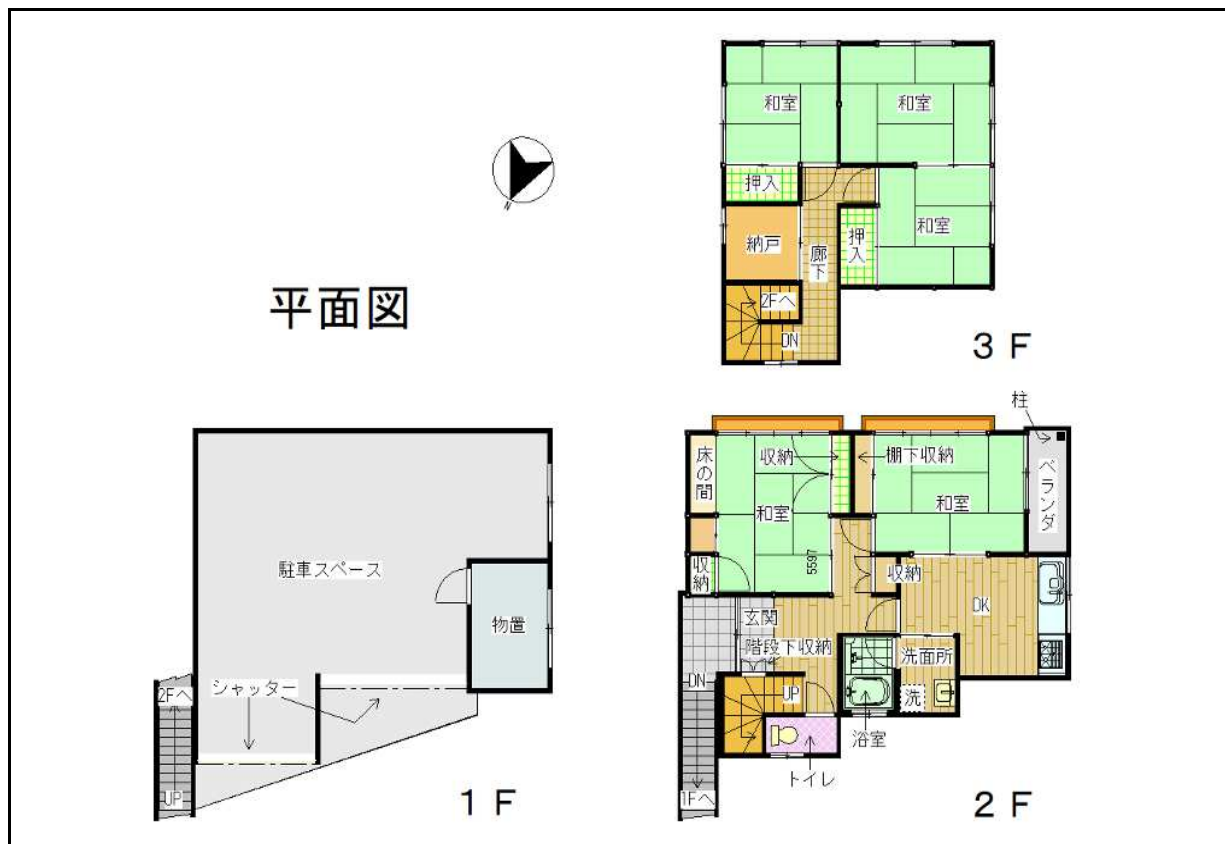 平面図
N
和室
和室
押入
納戸
廊下
押入
和室
2Fへ
DN
3F
駐車スペース
物置
シャッター
2Fへ
UP
1F
柱
床の間
収納
棚下収納
ベランダ
和室
和室
5597
収納
収納
DK
玄関
階段下収納
洗面所
DN
UP
洗
浴室
トイレ
1Fへ
2F